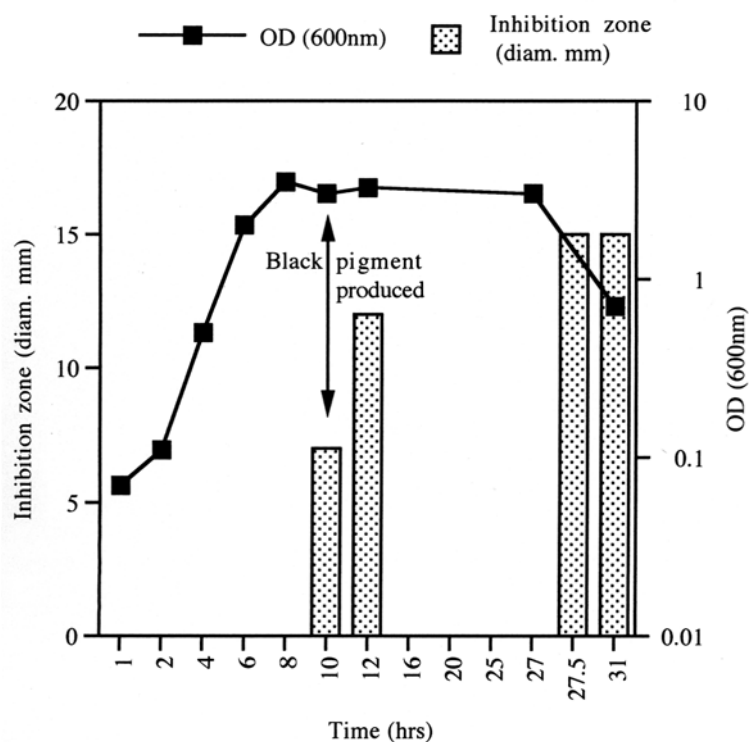 OD (600nm)
Inhibition zone
(diam. mm)
20
15
10
5
0
Inhibition zone (diam. mm)
10
1
0.1
0.01
OD (600nm)
Black pigment
produced
1
2
4
6
8
10
12
16
20
25
27
27.5
31
Time (hrs)